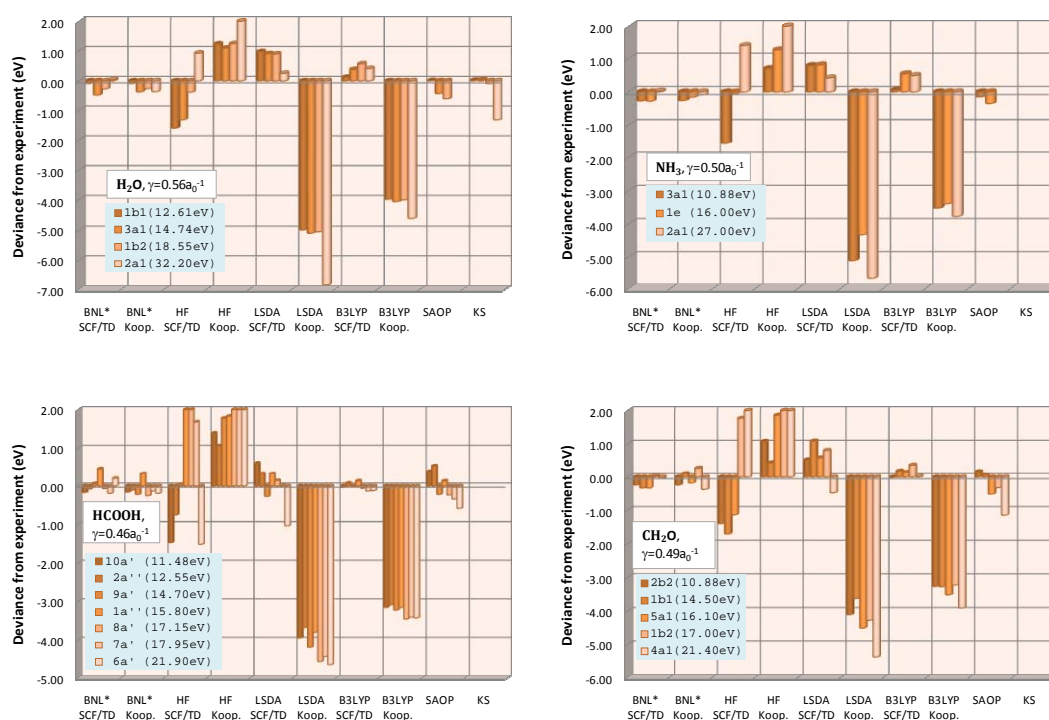 Deviance from experiment (eV)
2.00
1.00
0.00
-1.00
-2.00
-3.00
-4.00
-5.00
-6.00
-7.00
H₂O, γ=0.56a₀⁻¹
1b1(12.61eV)
3a1(14.74eV)
1b2(18.55eV)
2a1(32.20eV)
BNL* BNL* HF HF LSDA LSDA B3LYP B3LYP SAOP KS
SCF/TD Koop. SCF/TD Koop. SCF/TD Koop. SCF/TD Koop.
Deviance from experiment (eV)
2.00
1.00
0.00
-1.00
-2.00
-3.00
-4.00
-5.00
-6.00
NH₃, γ=0.50a₀⁻¹
3a1(10.88eV)
1e (16.00eV)
2a1(27.00eV)
BNL* BNL* HF HF LSDA LSDA B3LYP B3LYP SAOP KS
SCF/TD Koop. SCF/TD Koop. SCF/TD Koop. SCF/TD Koop.
Deviance from experiment (eV)
2.00
1.00
0.00
-1.00
-2.00
-3.00
-4.00
-5.00
HCOOH,
γ=0.46a₀⁻¹
10a' (11.48eV)
2a'' (12.55eV)
9a' (14.70eV)
1a'' (15.80eV)
8a' (17.15eV)
7a' (17.95eV)
6a' (21.90eV)
BNL* BNL* HF HF LSDA LSDA B3LYP B3LYP SAOP KS
SCF/TD Koop. SCF/TD Koop. SCF/TD Koop. SCF/TD Koop.
Deviance from experiment (eV)
2.00
1.00
0.00
-1.00
-2.00
-3.00
-4.00
-5.00
-6.00
CH₂O,
γ=0.49a₀⁻¹
2b2(10.88eV)
1b1(14.50eV)
5a1(16.10eV)
1b2(17.00eV)
4a1(21.40eV)
BNL* BNL* HF HF LSDA LSDA B3LYP B3LYP SAOP KS
SCF/TD Koop. SCF/TD Koop. SCF/TD Koop. SCF/TD Koop.